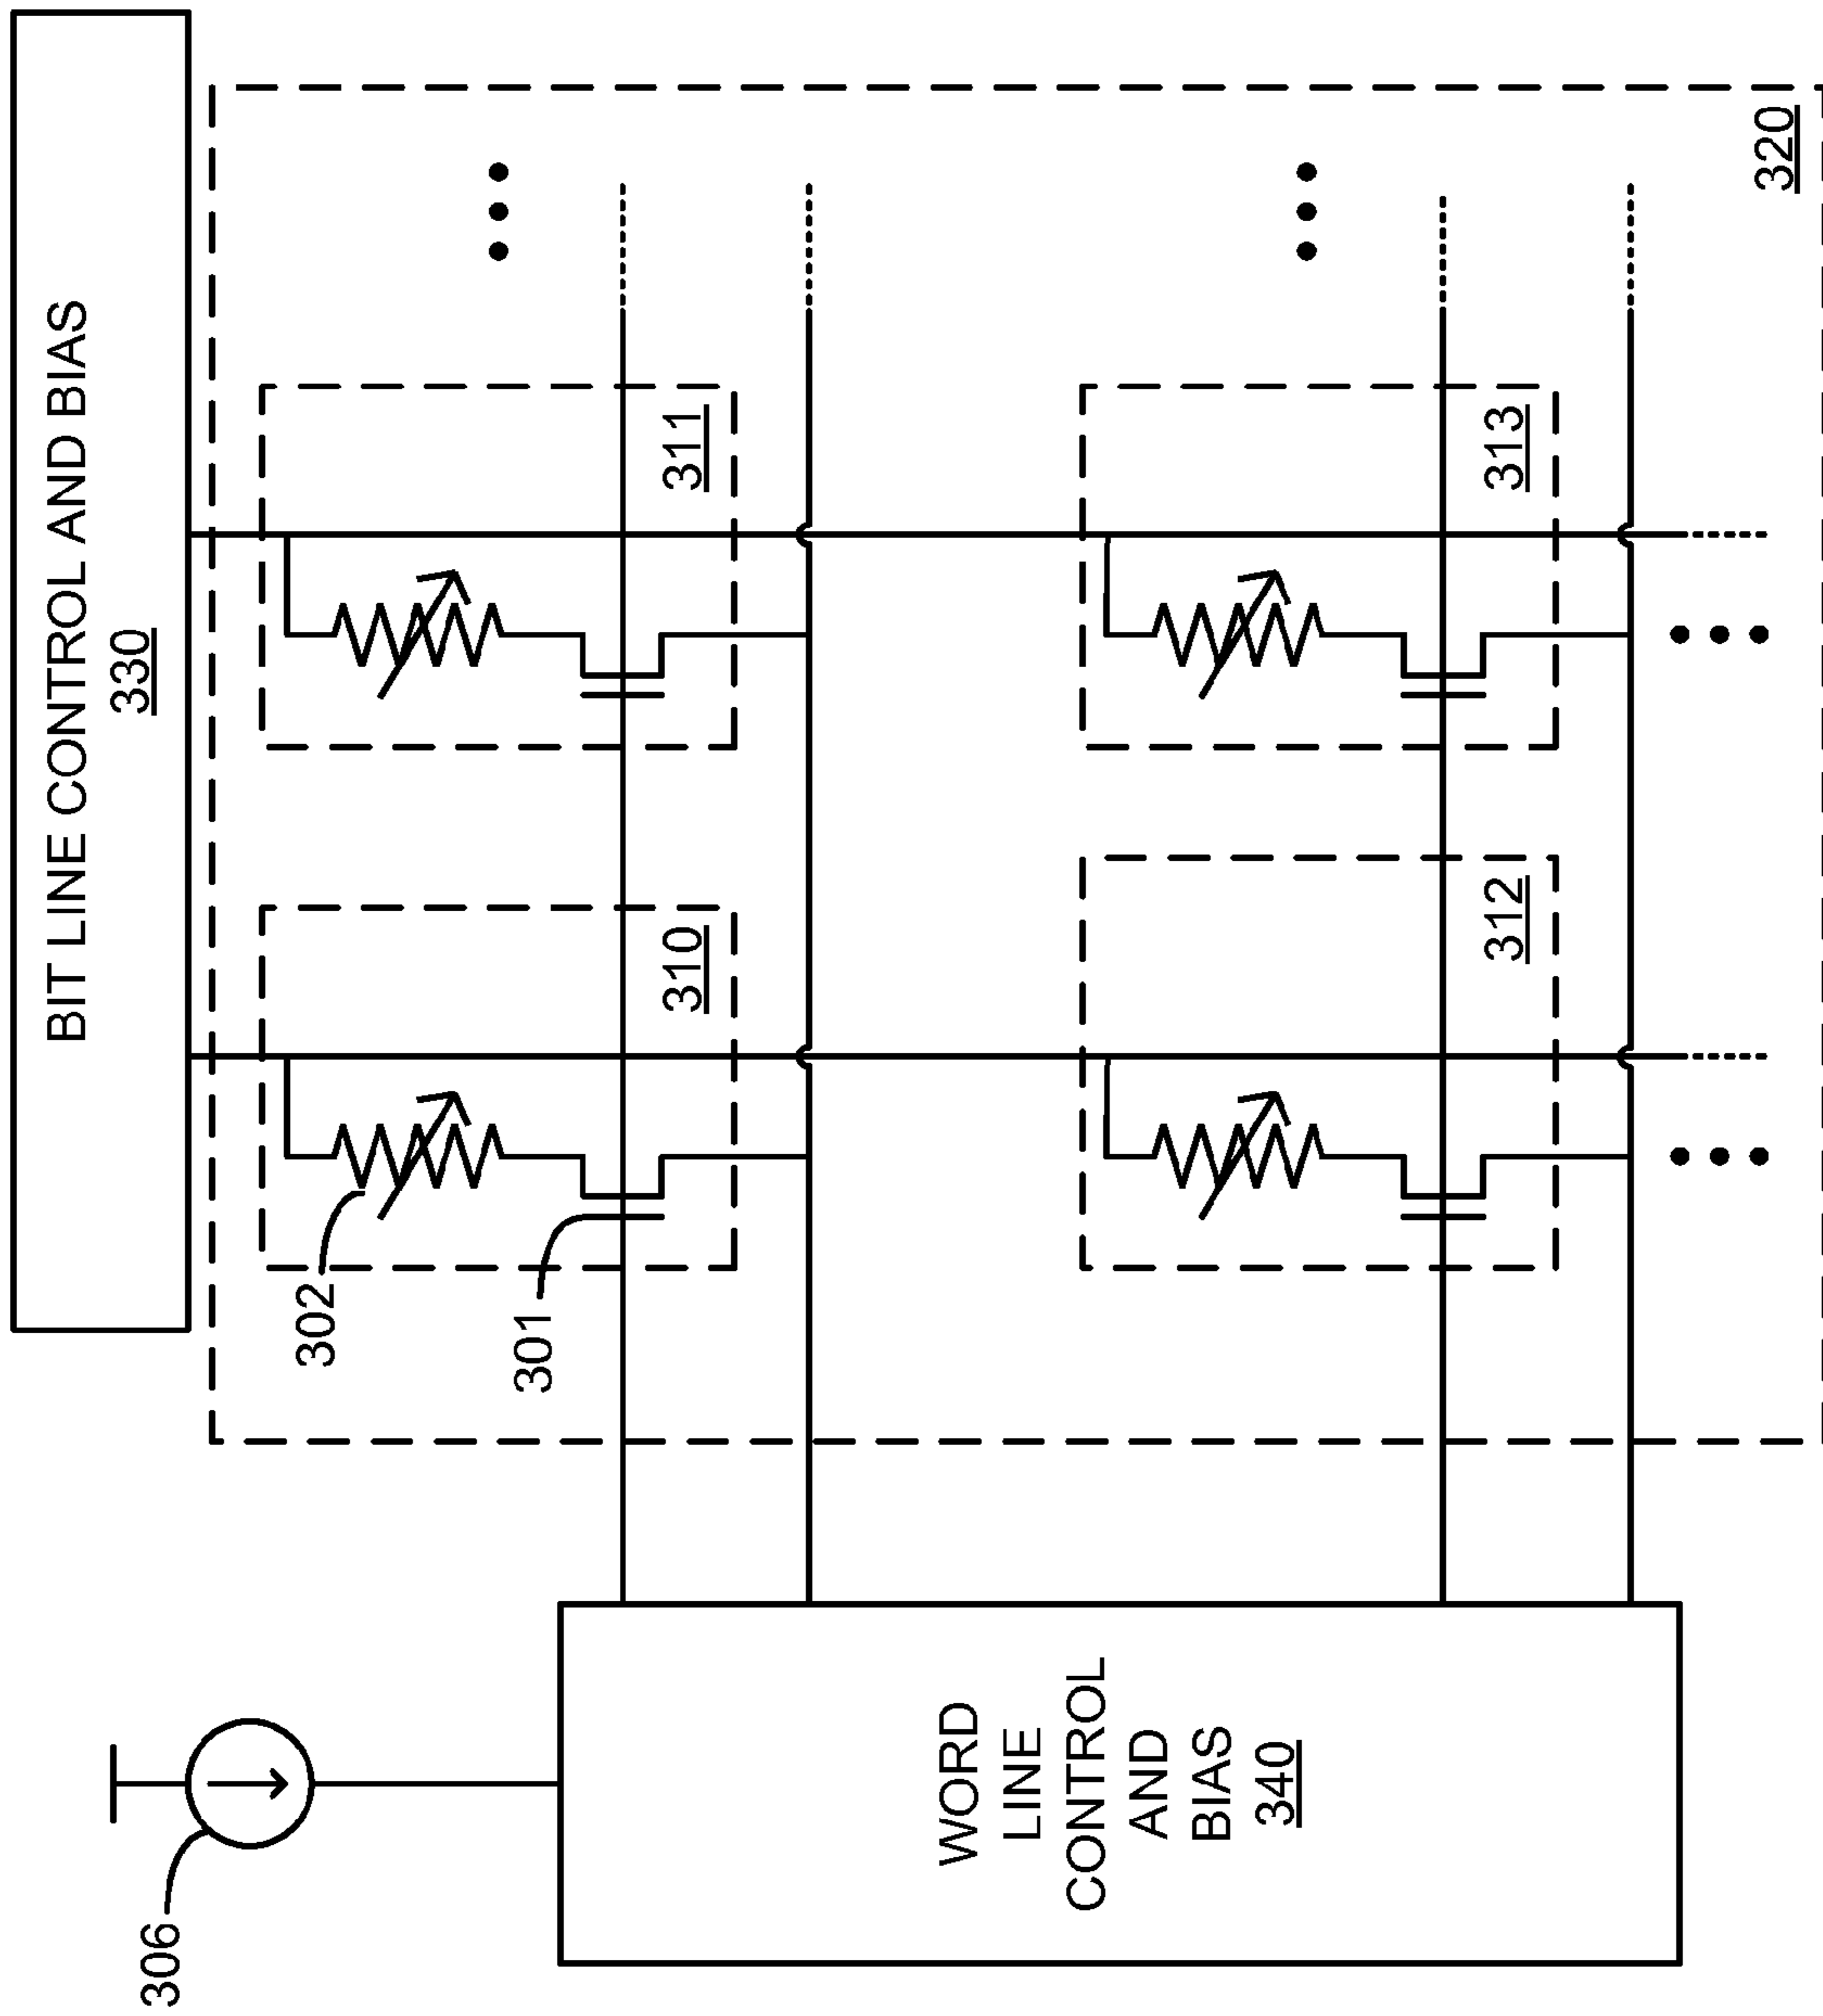 BIT LINE CONTROL AND BIAS
330
302
301
310
311
306
WORD
LINE
CONTROL
AND
BIAS
340
312
313
320